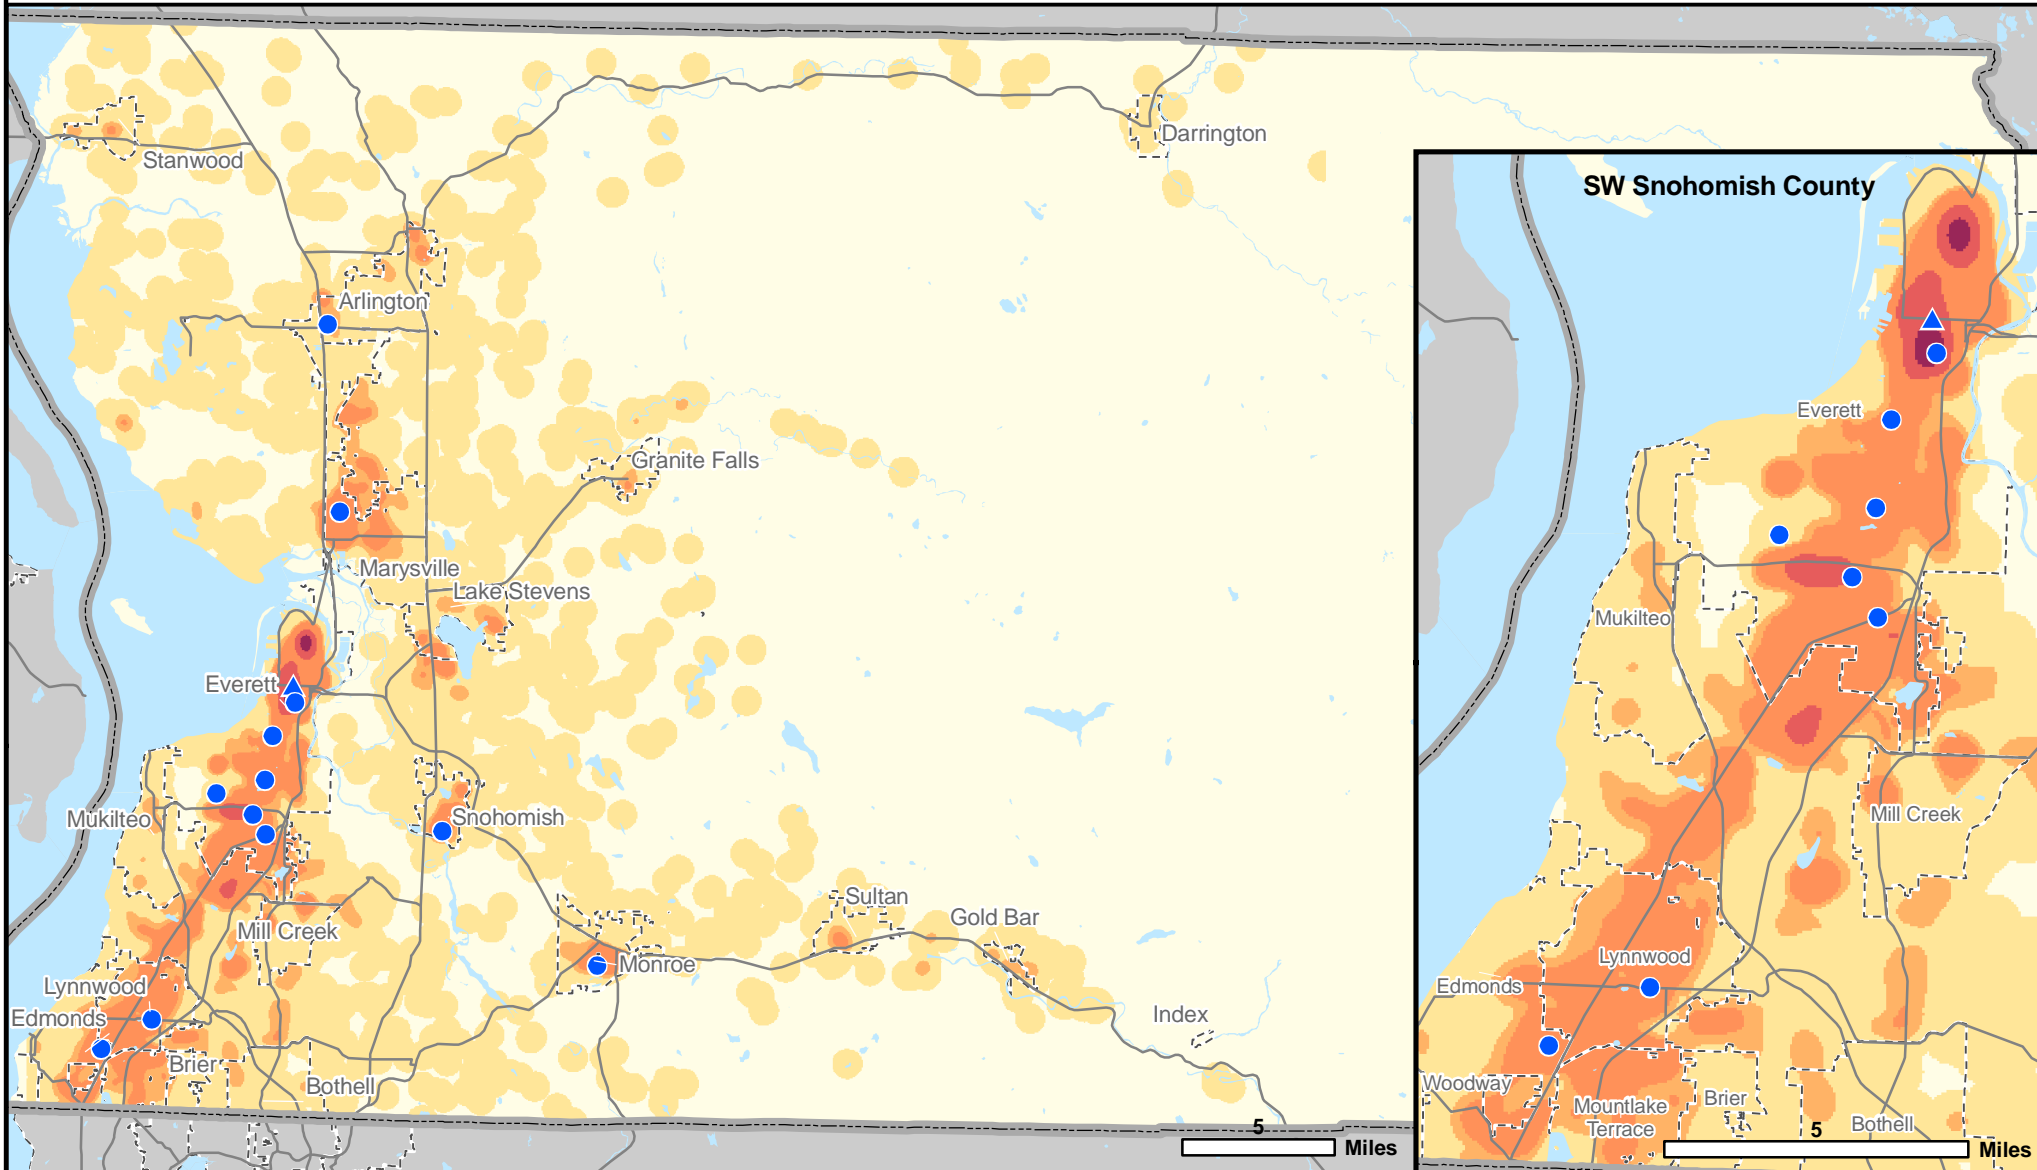 Darrington
Stanwood
SW Snohomish County
Arlington
Granite Falls
Marysville
Lake Stevens
Everett
Mukilteo
Snohomish
Sultan
Gold Bar
Mill Creek
Monroe
Lynnwood
Edmonds
Index
Brier
Bothell
5
Miles
Everett
Mukilteo
Mill Creek
Lynnwood
Edmonds
Woodway
Mountlake
Terrace
Brier
Bothell
5
Miles